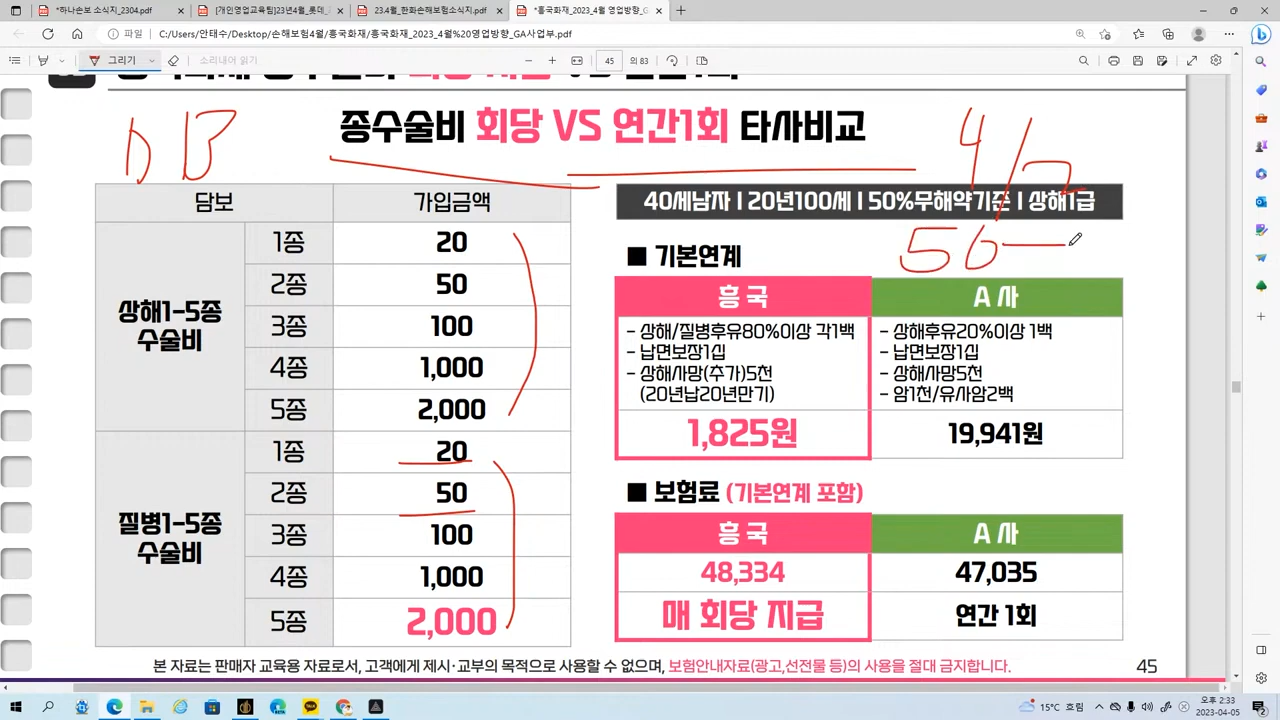 *하나손보 소식지_2304.pdf
[개인영업교육팀]23년4월_롯데_
23.4월_한화손해보험소식지.pdf
*흥국화재_2023_4월 영업방향_G
파일
C:/Users/안태수/Desktop/손해보험4월/흥국화재/흥국화재_2023_4월%20영업방향_GA사업부.pdf
그리기
소리내어 읽기
45
의 83
DB
4/2
56
종수술비 회당 VS 연간1회 타사비교
담보 가입금액
상해1-5종
수술비
1종 20
2종 50
3종 100
4종 1,000
5종 2,000
질병1-5종
수술비
1종 20
2종 50
3종 100
4종 1,000
5종 2,000
40세남자 | 20년100세 | 50%무해약기준 | 상해1급
■ 기본연계
흥국 A사
- 상해/질병후유80%이상 각1백
- 납면보장1십
- 상해/사망(추가)5천
(20년납20년만기)
- 상해후유20%이상 1백
- 납면보장1십
- 상해/사망5천
- 암1천/유사암2백
1,825원 19,941원
■ 보험료 (기본연계 포함)
흥국 A사
48,334 47,035
매 회당 지급 연간 1회
본 자료는 판매자 교육용 자료로서, 고객에게 제시·교부의 목적으로 사용할 수 없으며, 보험안내자료(광고,선전물 등)의 사용을 절대 금지합니다.
45
15°C 흐림
오후 2:33
2023-04-05
2